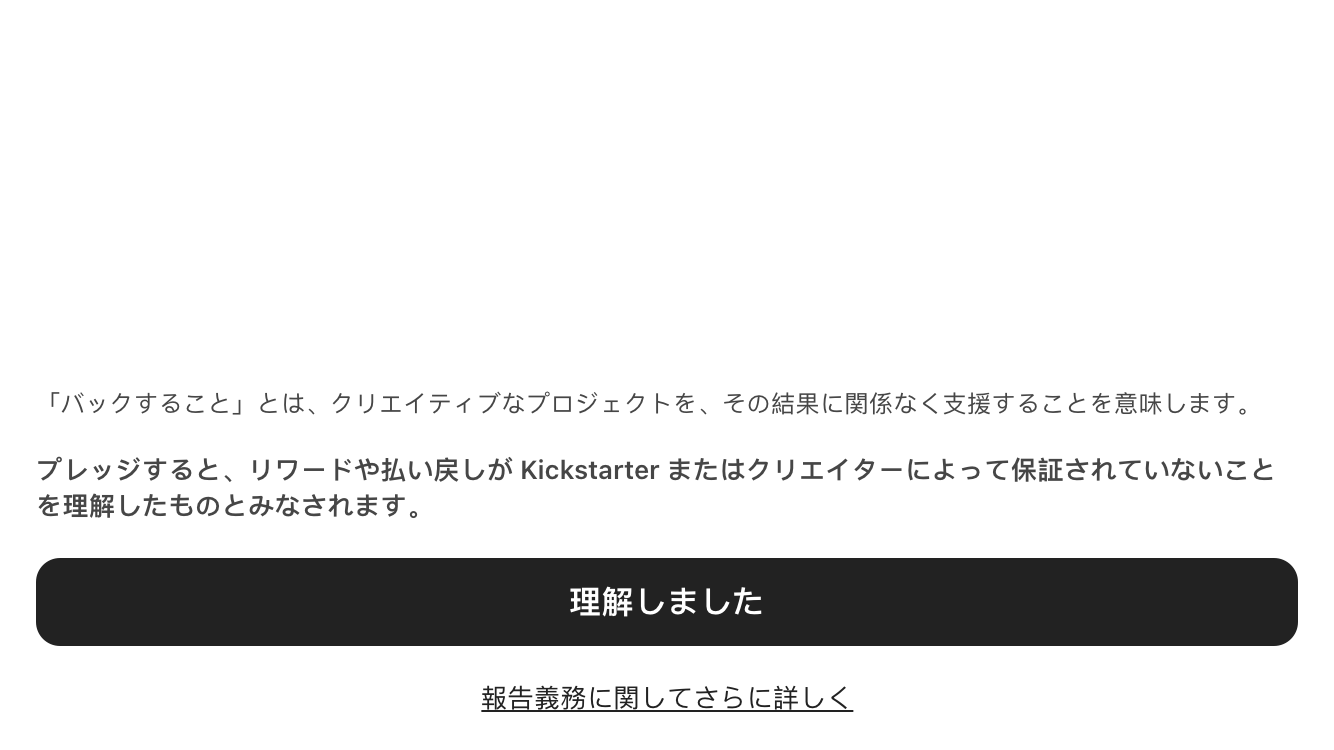 「バックすること」とは、クリエイティブなプロジェクトを、その結果に関係なく支援することを意味します。
プレッジすると、リワードや払い戻しが Kickstarter またはクリエイターによって保証されていないこと
を理解したものとみなされます。
理解しました
報告義務に関してさらに詳しく